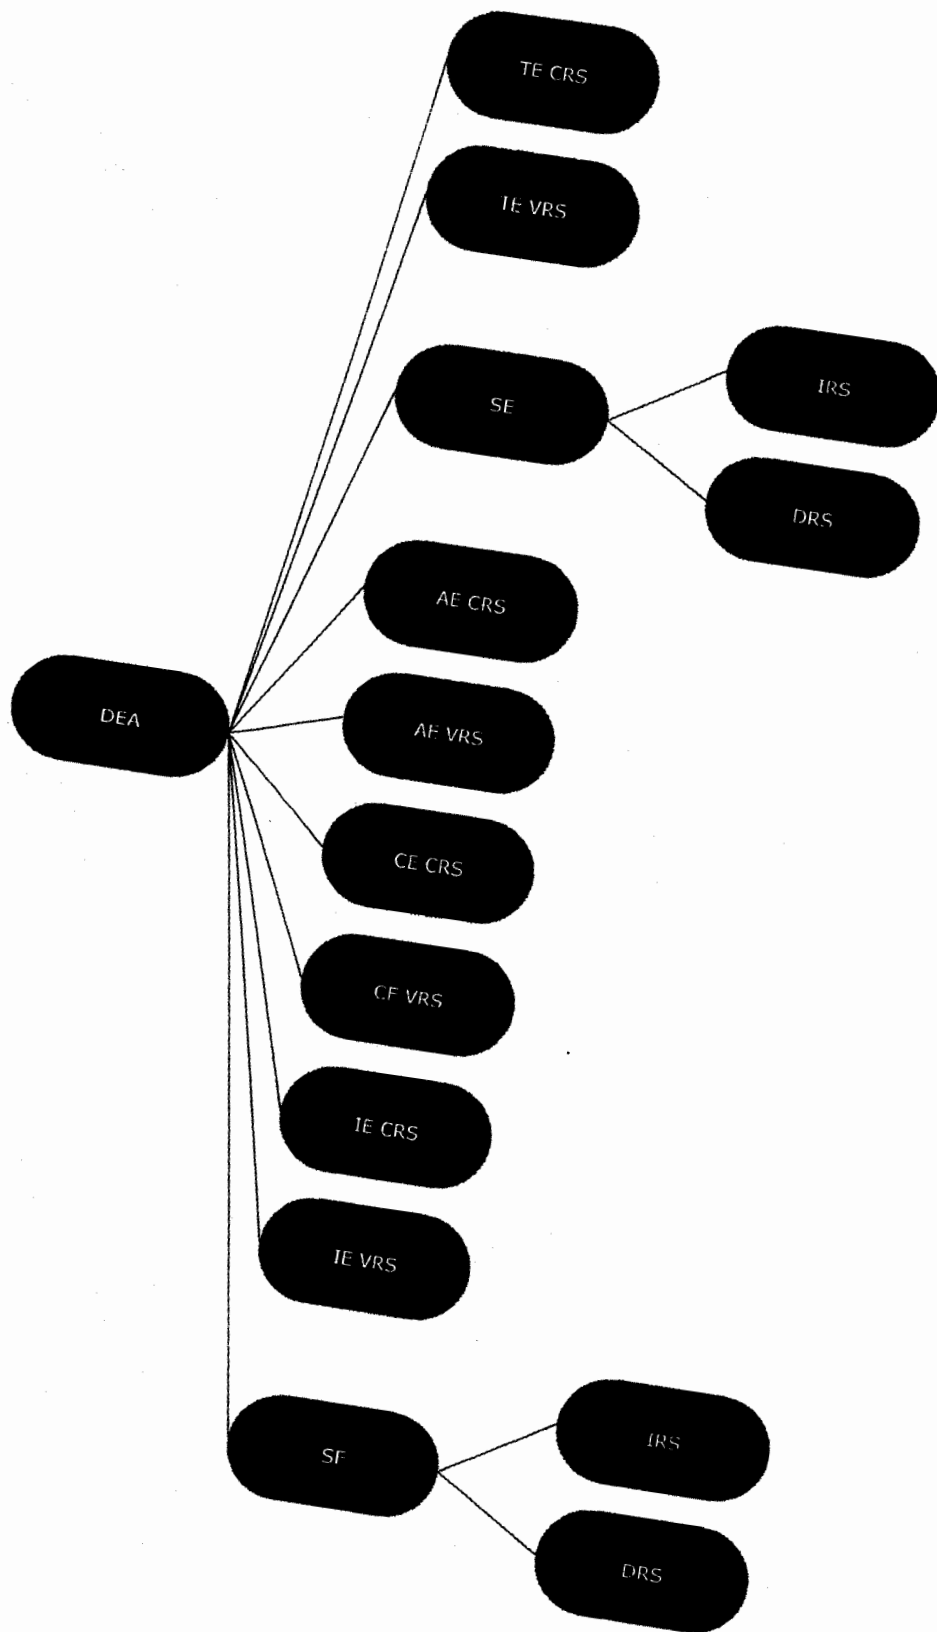 TE CRS
TE VRS
SE
IRS
DRS
AE CRS
DEA
AE VRS
CE CRS
CE VRS
IE CRS
IE VRS
SE
IRS
DRS